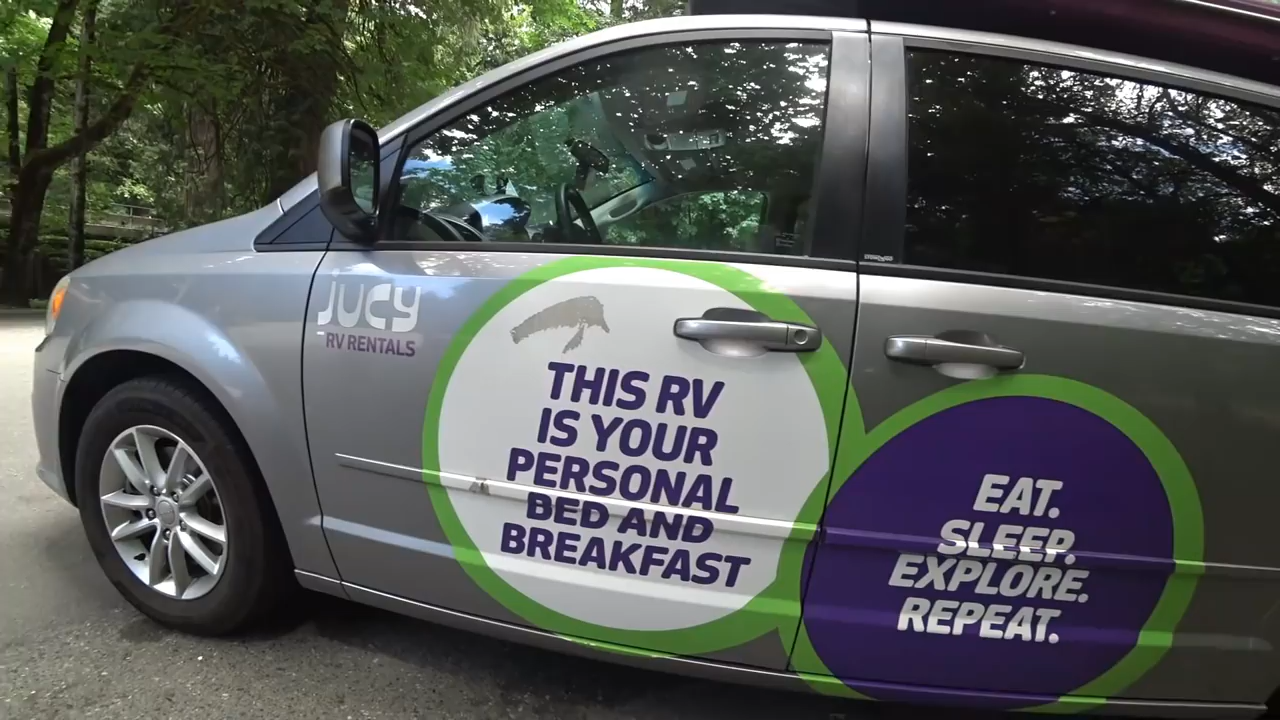 JUCY
RV RENTALS
THIS RV
IS YOUR
PERSONAL
BED AND
BREAKFAST
EAT.
SLEEP.
EXPLORE.
REPEAT.